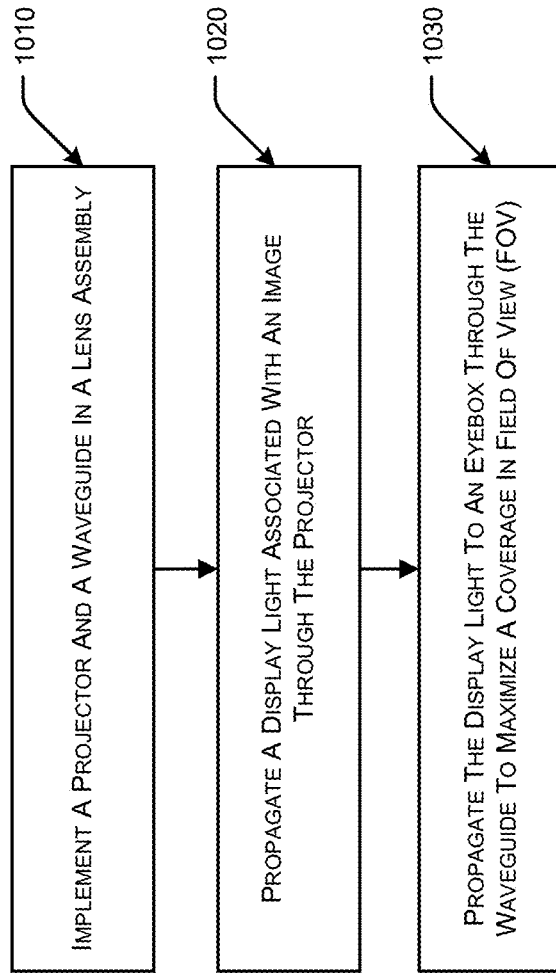 1010
IMPLEMENT A PROJECTOR AND A WAVEGUIDE IN A LENS ASSEMBLY
1020
PROPAGATE A DISPLAY LIGHT ASSOCIATED WITH AN IMAGE
THROUGH THE PROJECTOR
1030
PROPAGATE THE DISPLAY LIGHT TO AN EYEBOX THROUGH THE
WAVEGUIDE TO MAXIMIZE A COVERAGE IN FIELD OF VIEW (FOV)